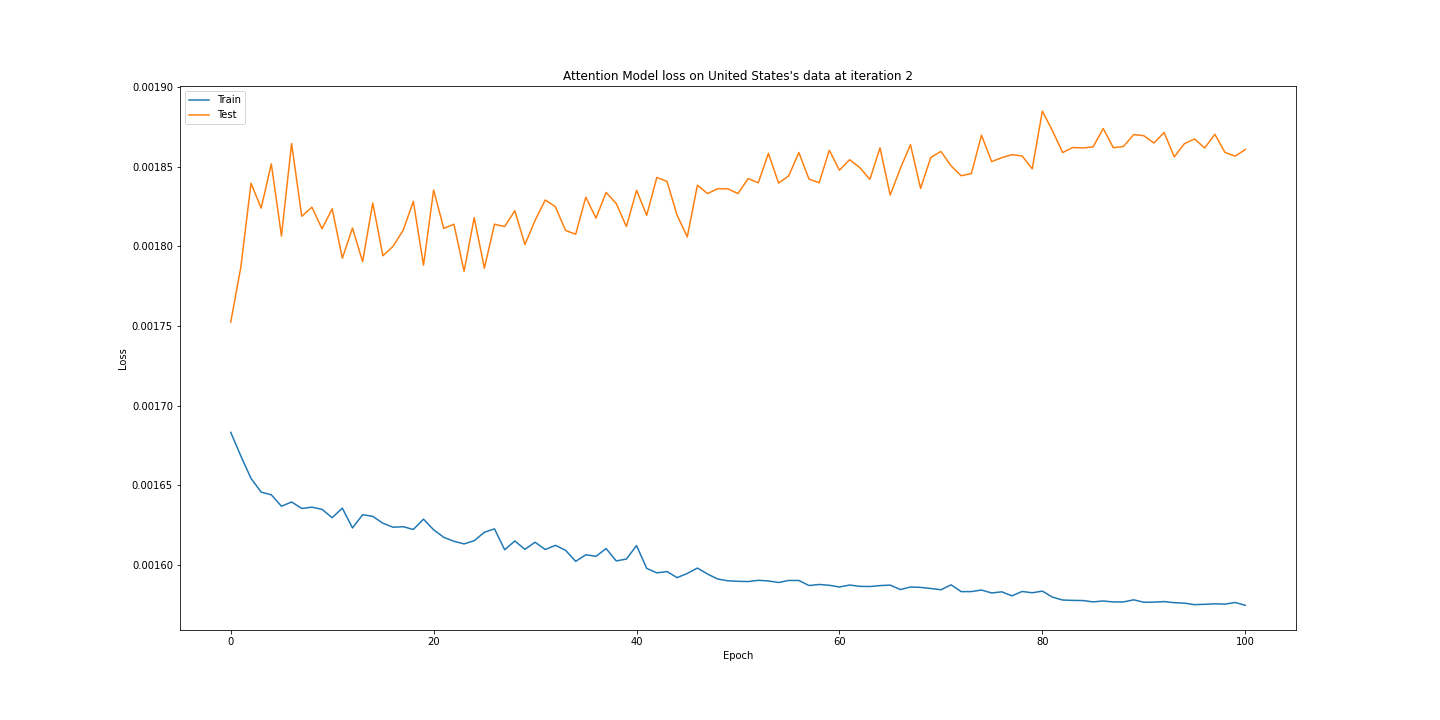 Attention Model loss on United States's data at iteration 2
0.00190
0.00185
0.00180
0.00175
0.00170
0.00165
0.00160
Loss
Train
Test
0 20 40 60 80 100
Epoch